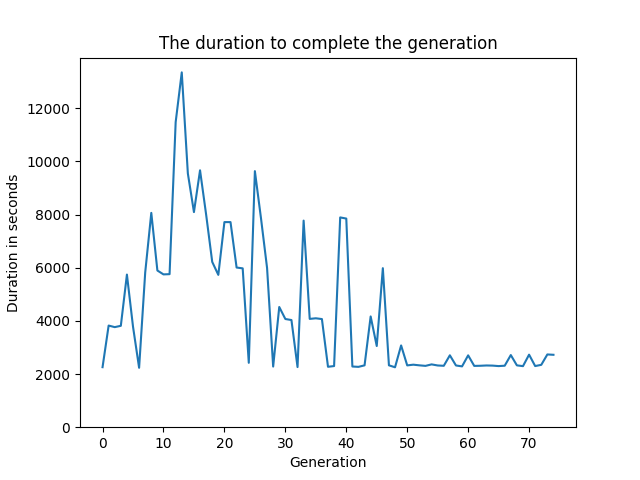 The duration to complete the generation
Duration in seconds
12000
10000
8000
6000
4000
2000
0
0 10 20 30 40 50 60 70
Generation